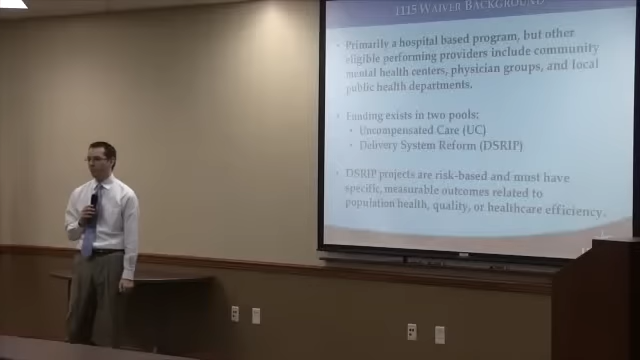 1115 WAIVER BACKGROUND
• Primarily a hospital based program, but other
eligible performing providers include community
mental health centers, physician groups, and local
public health departments.
• Funding exists in two pools:
• Uncompensated Care (UC)
• Delivery System Reform (DSRIP)
• DSRIP projects are risk-based and must have
specific, measurable outcomes related to
population health, quality, or healthcare efficiency.